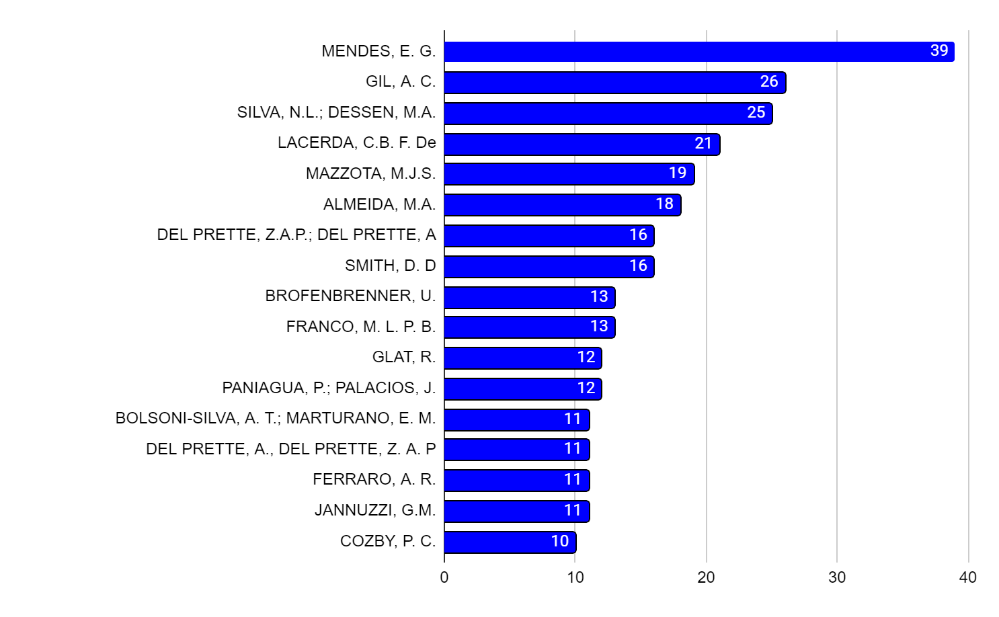 MENDES, E. G. 39
GIL, A. C. 26
SILVA, N.L.; DESSEN, M.A. 25
LACERDA, C.B. F. De 21
MAZZOTA, M.J.S. 19
ALMEIDA, M.A. 18
DEL PRETTE, Z.A.P.; DEL PRETTE, A 16
SMITH, D. D 16
BROFENBRENNER, U. 13
FRANCO, M. L. P. B. 13
GLAT, R. 12
PANIAGUA, P.; PALACIOS, J. 12
BOLSONI-SILVA, A. T.; MARTURANO, E. M. 11
DEL PRETTE, A., DEL PRETTE, Z. A. P 11
FERRARO, A. R. 11
JANNUZZI, G.M. 11
COZBY, P. C. 10
0 10 20 30 40